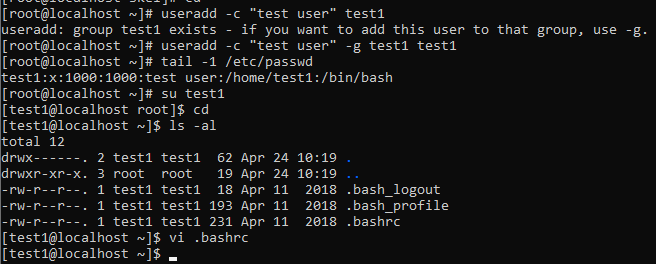 [root@localhost skel]# cd
[root@localhost ~]# useradd -c "test user" test1
useradd: group test1 exists - if you want to add this user to that group, use -g.
[root@localhost ~]# useradd -c "test user" -g test1 test1
[root@localhost ~]# tail -1 /etc/passwd
test1:x:1000:1000:test user:/home/test1:/bin/bash
[root@localhost ~]# su test1
[test1@localhost root]$ cd
[test1@localhost ~]$ ls -al
total 12
drwx------. 2 test1 test1  62 Apr 24 10:19 .
drwxr-xr-x. 3 root  root   19 Apr 24 10:19 ..
-rw-r--r--. 1 test1 test1  18 Apr 11  2018 .bash_logout
-rw-r--r--. 1 test1 test1 193 Apr 11  2018 .bash_profile
-rw-r--r--. 1 test1 test1 231 Apr 11  2018 .bashrc
[test1@localhost ~]$ vi .bashrc
[test1@localhost ~]$